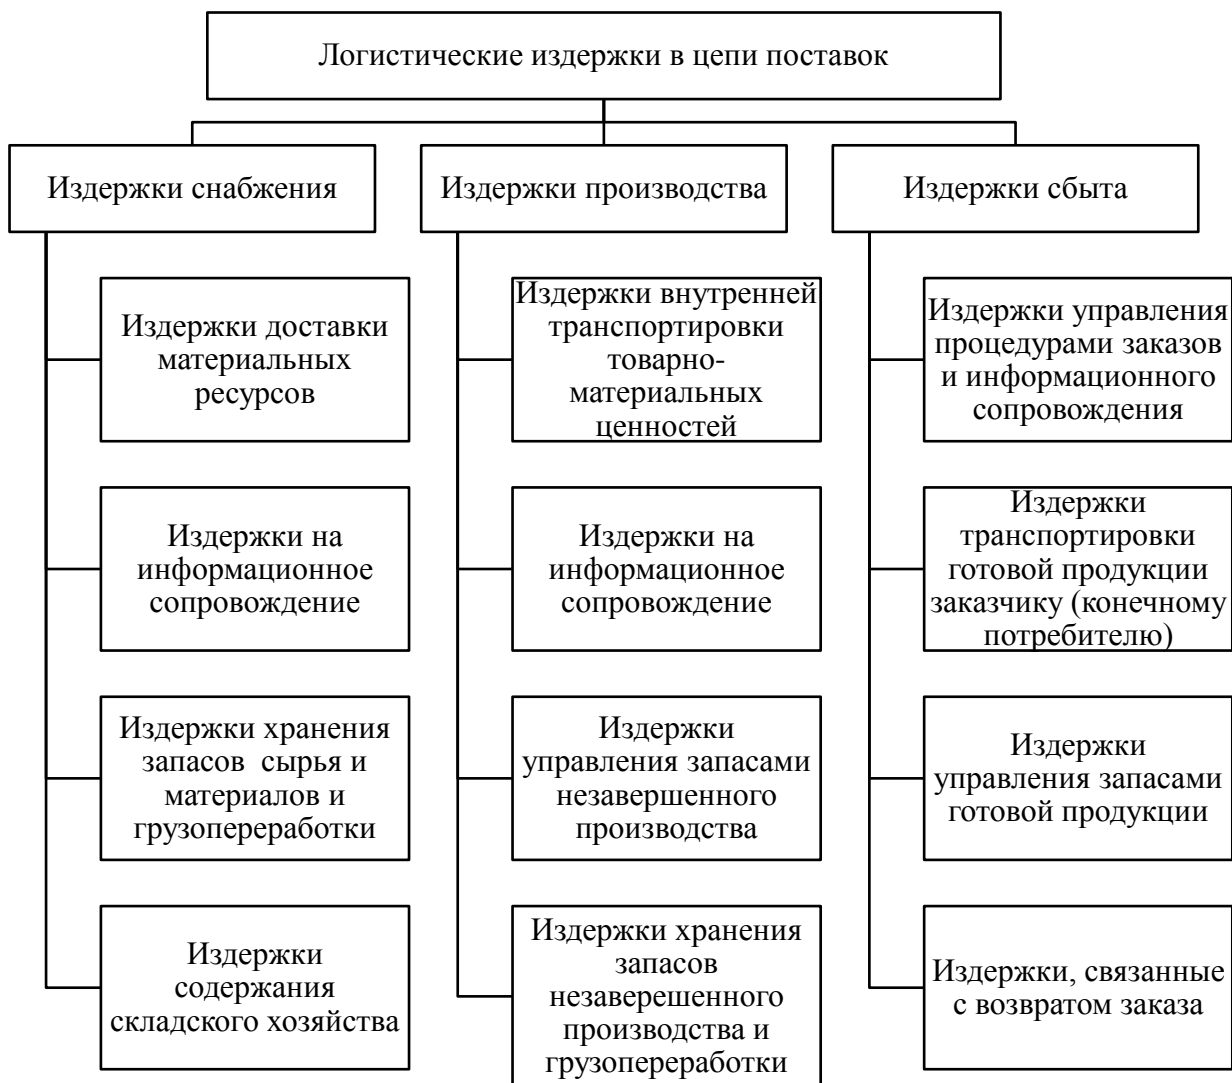 Логистические издержки в цепи поставок
Издержки снабжения
Издержки доставки
материальных
ресурсов
Издержки на
информационное
сопровождение
Издержки хранения
запасов  сырья и
материалов и
грузопереработки
Издержки
содержания
складского хозяйства
Издержки производства
Издержки внутренней
транспортировки
товарно-
материальных
ценностей
Издержки на
информационное
сопровождение
Издержки
управления запасами
незавершенного
производства
Издержки хранения
запасов
незаверешенного
производства и
грузопереработки
Издержки сбыта
Издержки управления
процедурами заказов
и информационного
сопровождения
Издержки
транспортировки
готовой продукции
заказчику (конечному
потребителю)
Издержки
управления запасами
готовой продукции
Издержки, связанные
с возвратом заказа